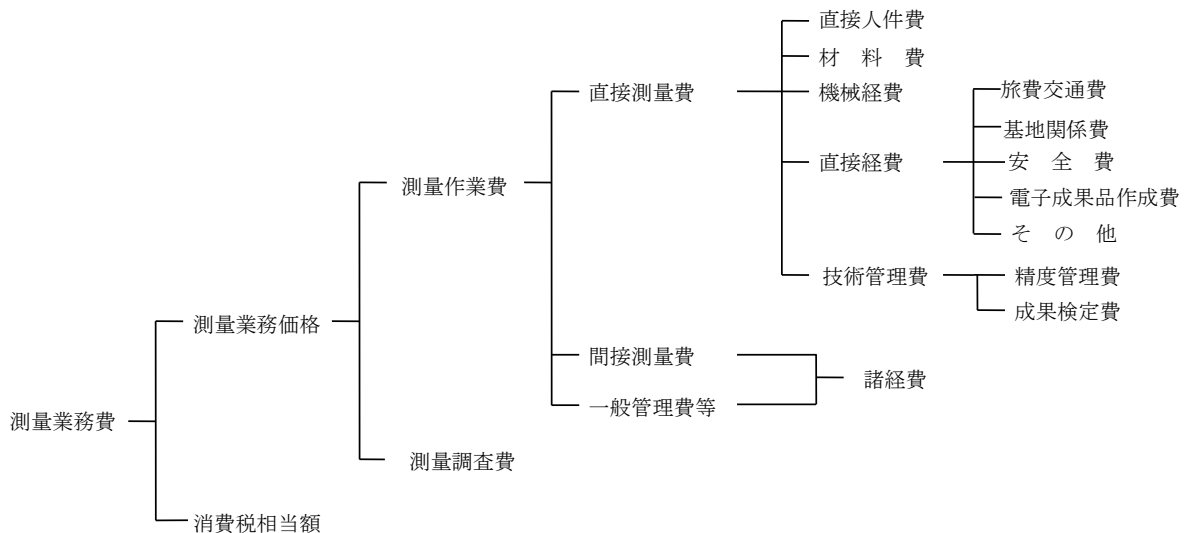 直接人件費
材　料　費
機械経費
直接測量費
旅費交通費
基地関係費
直接経費
安　全　費
測量作業費
電子成果品作成費
そ　の　他
技術管理費
精度管理費
成果検定費
測量業務価格
間接測量費
諸経費
一般管理費等
測量業務費
測量調査費
消費税相当額